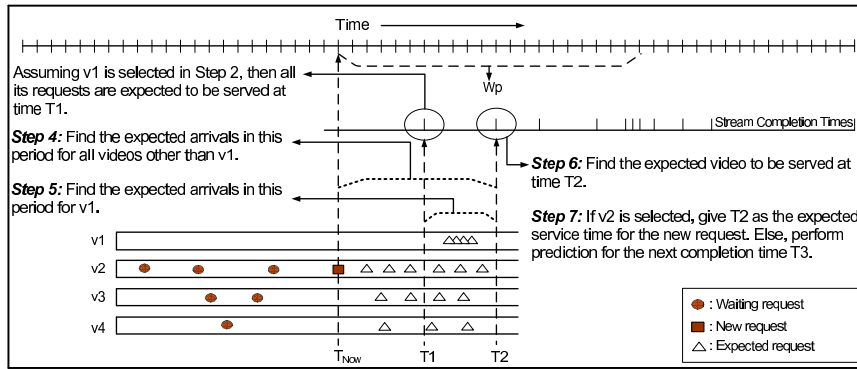 Time
Wp
Assuming v1 is selected in Step 2, then all
its requests are expected to be served at
time T1.
Stream Completion Times
Step 4: Find the expected arrivals in this
period for all videos other than v1.
Step 5: Find the expected arrivals in this
period for v1.
Step 6: Find the expected video to be served at
time T2.
Step 7: If v2 is selected, give T2 as the expected
service time for the new request. Else, perform
prediction for the next completion time T3.
v1
v2
v3
v4
TNow
T1
T2
: Waiting request
: New request
: Expected request